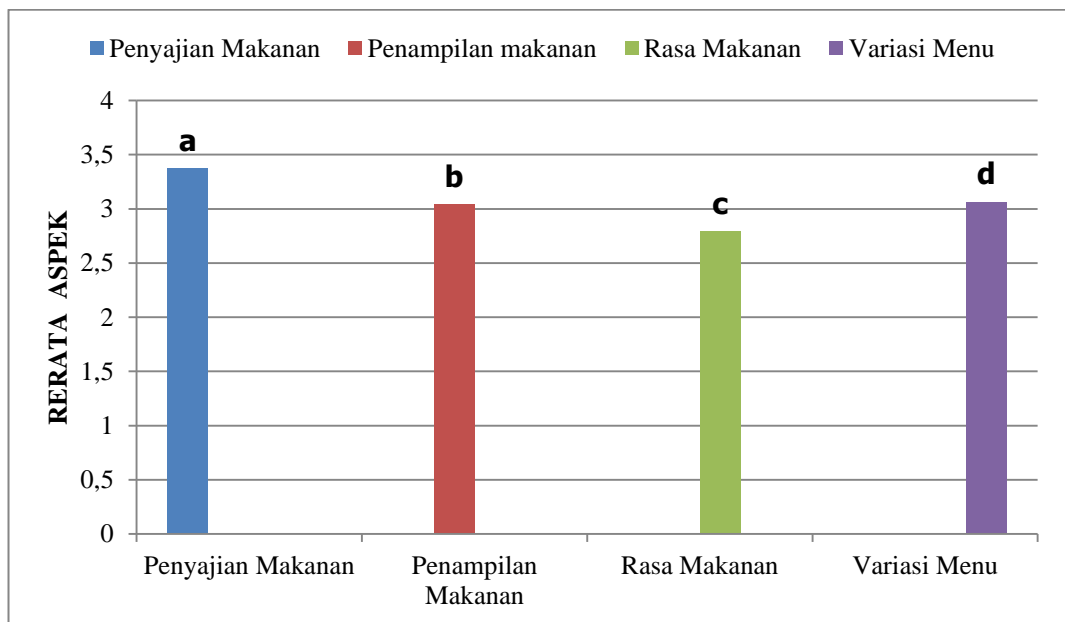 Penyajian Makanan Penampilan makanan Rasa Makanan Variasi Menu
RERATA ASPEK
4
3,5
3
2,5
2
1,5
1
0,5
0
a
b
c
d
Penyajian Makanan
Penampilan
Makanan
Rasa Makanan
Variasi Menu